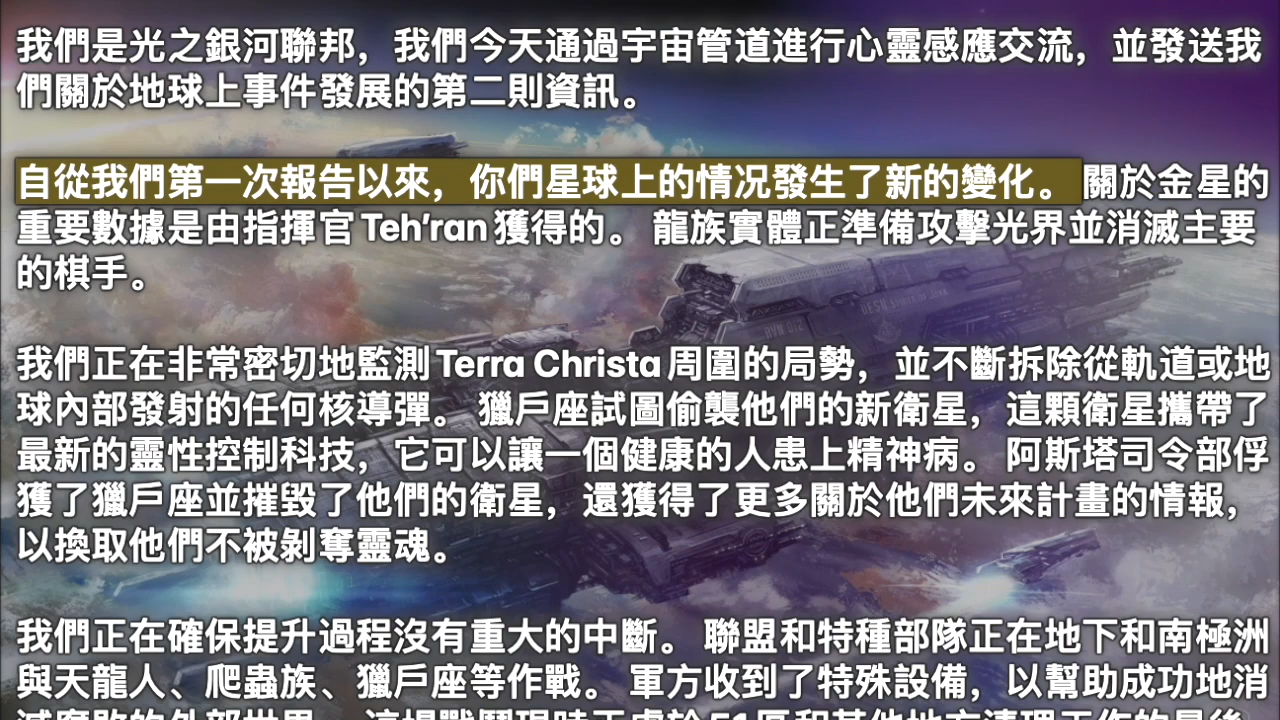 我們是光之銀河聯邦，我們今天通過宇宙管道進行心靈感應交流，並發送我
們關於地球上事件發展的第二則資訊。
自從我們第一次報告以來，你們星球上的情况發生了新的變化。 關於金星的
重要數據是由指揮官 Teh’ran 獲得的。 龍族實體正準備攻擊光界並消滅主要
的棋手。
我們正在非常密切地監測 Terra Christa 周圍的局勢，並不斷拆除從軌道或地
球內部發射的任何核導彈。 獵戶座試圖偷襲他們的新衛星，這顆衛星攜帶了
最新的靈性控制科技，它可以讓一個健康的人患上精神病。 阿斯塔司令部俘
獲了獵戶座並摧毀了他們的衛星，還獲得了更多關於他們未來計畫的情報，
以換取他們不被剝奪靈魂。
我們正在確保提升過程沒有重大的中斷。 聯盟和特種部隊正在地下和南極洲
與天龍人、爬蟲族、獵戶座等作戰。 軍方收到了特殊設備，以幫助成功地消